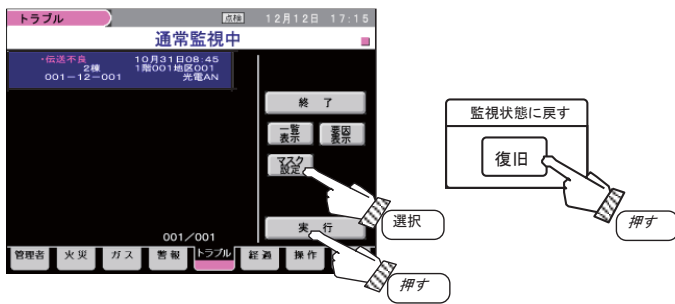 トラブル
点検
12月12日 17:15
通常監視中
・伝送不良 10月31日08:45
2棟 1階001地区001
001-12-001 光電AN
終 了
一覧
表示
要因
表示
マスク
設定
実 行
001/001
管理者 火災 ガス 警報 トラブル 経過 操作
選択
押す
監視状態に戻す
復旧
押す